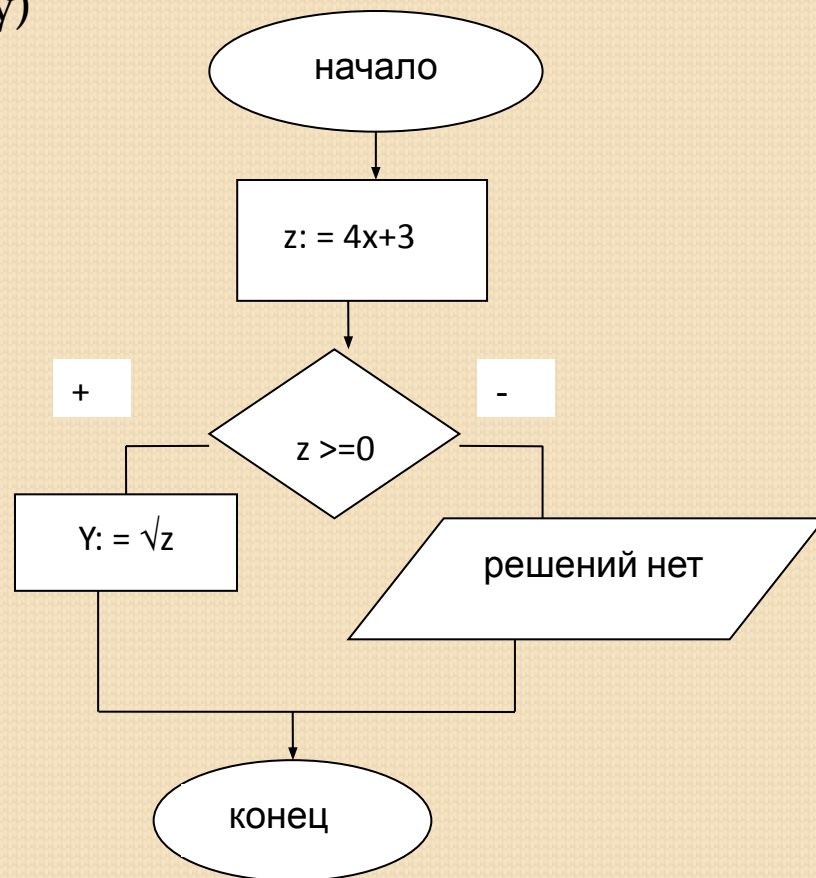 у)
начало
z: = 4x+3
+
-
z >=0
Y: = √z
решений нет
конец